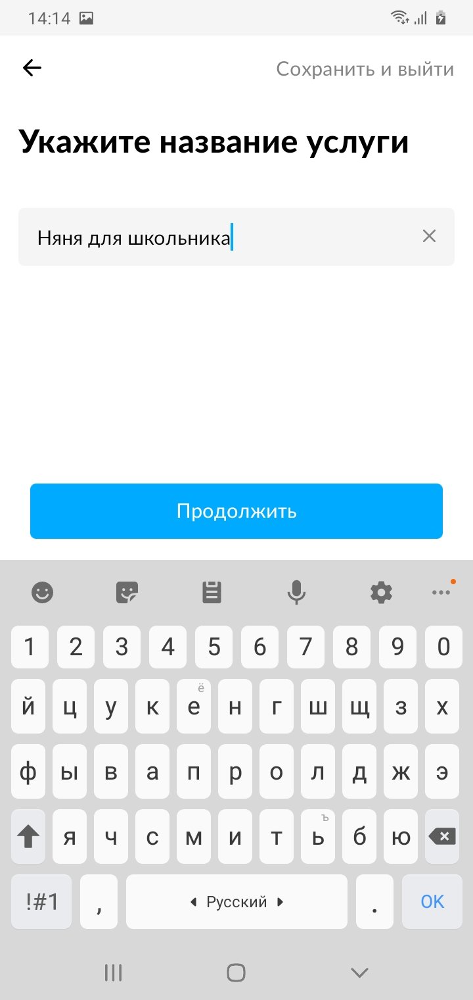 14:14
Сохранить и выйти
Укажите название услуги
Няня для школьника
Продолжить
1 2 3 4 5 6 7 8 9 0
ё
й ц у к е н г ш щ з х
ф ы в а п р о л д ж э
ъ
я ч с м и т ь б ю
!#1 , Русский . OK